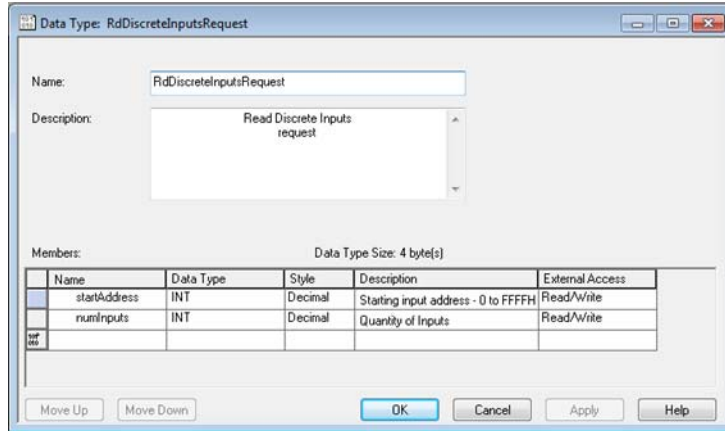 Data Type: RdDiscreteInputsRequest
Name: RdDiscreteInputsRequest
Description: Read Discrete Inputs
request
Members: Data Type Size: 4 byte(s)
Name Data Type Style Description External Access
startAddress INT Decimal Starting input address - 0 to FFFFH Read/Write
numInputs INT Decimal Quantity of Inputs Read/Write
Move Up Move Down OK Cancel Apply Help